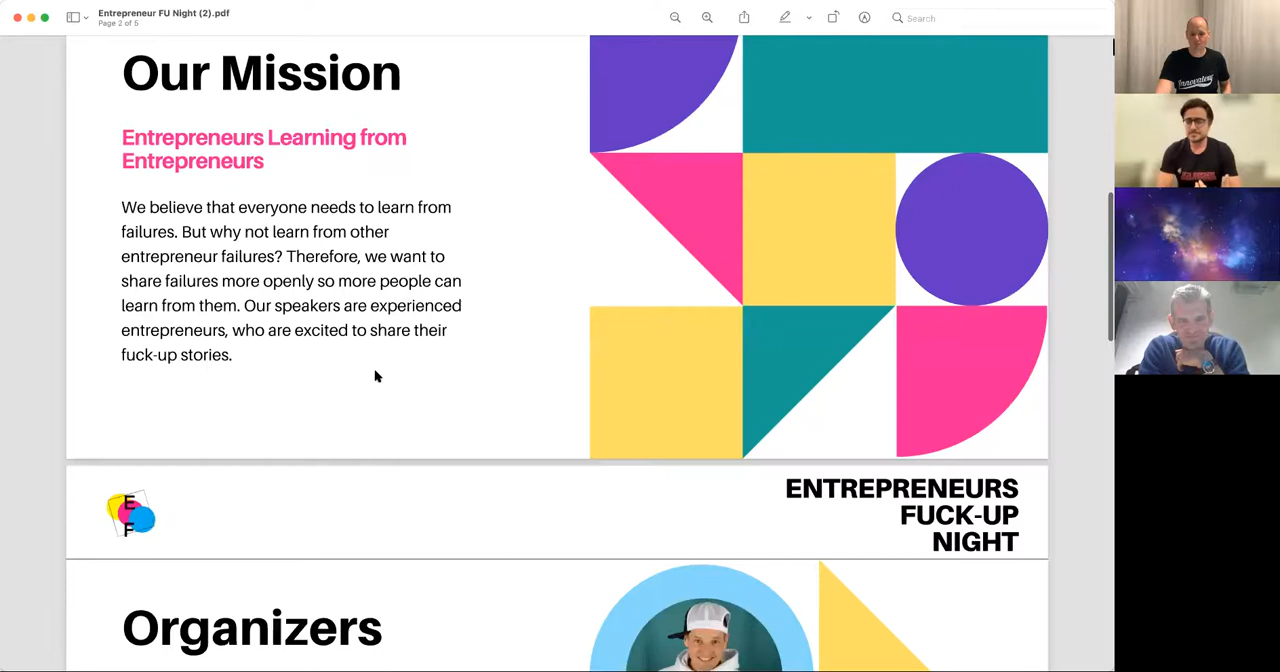 Entrepreneur FU Night (2).pdf
Page 2 of 5
Search
Our Mission
Entrepreneurs Learning from
Entrepreneurs
We believe that everyone needs to learn from
failures. But why not learn from other
entrepreneur failures? Therefore, we want to
share failures more openly so more people can
learn from them. Our speakers are experienced
entrepreneurs, who are excited to share their
fuck-up stories.
E
F
ENTREPRENEURS
FUCK-UP
NIGHT
Organizers